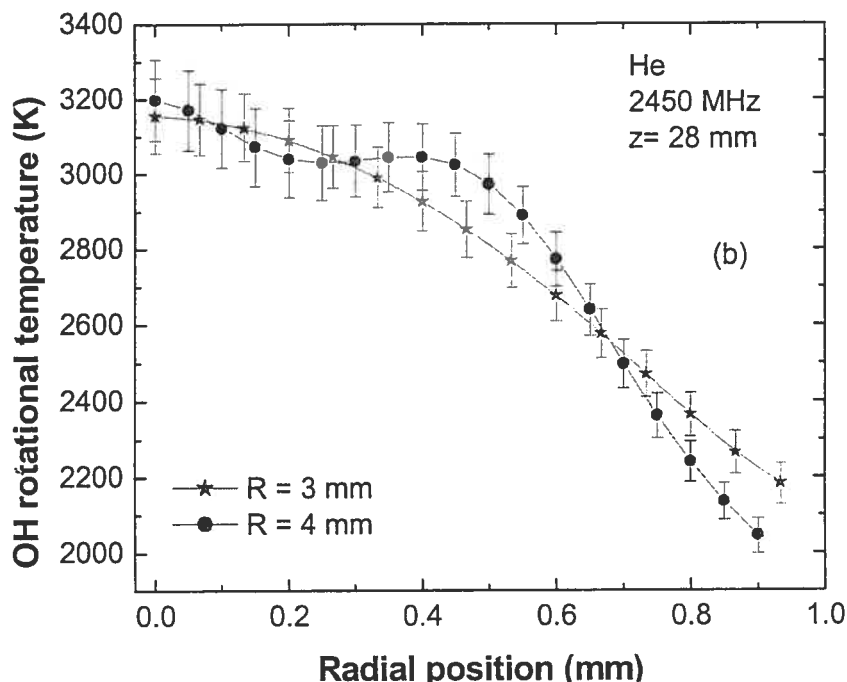 3400
3200
3000
2800
2600
2400
2200
2000
OH rotational temperature (K)
He
2450 MHz
z= 28 mm
(b)
R = 3 mm
R = 4 mm
0.0 0.2 0.4 0.6 0.8 1.0
Radial position (mm)